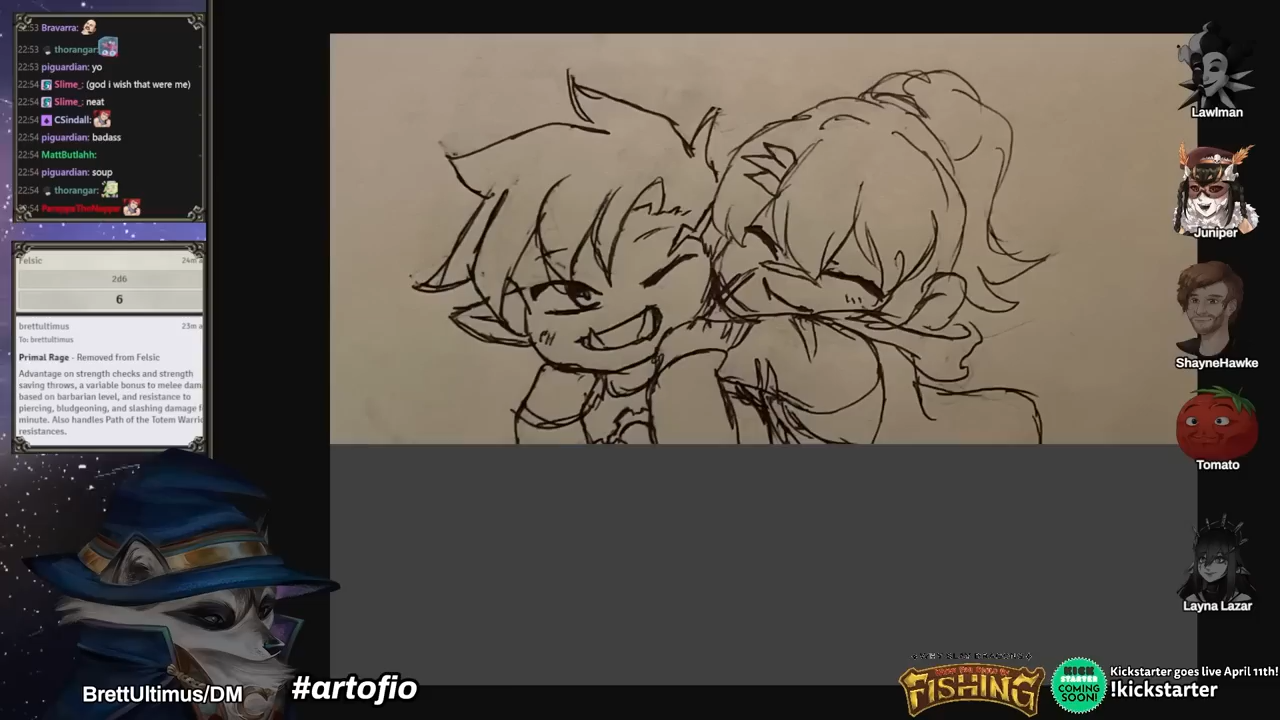 22:53 Bravarra:
22:53 thorangar:
22:53 piguardian: yo
22:54 Slime_: (god i wish that were me)
22:54 Slime_: neat
22:54 CSindall:
22:54 piguardian: badass
22:54 MattButlahh:
22:54 piguardian: soup
22:54 thorangar:
22:54
Felsic 24m a
2d6
6
brettultimus 23m a
To: brettultimus
Primal Rage - Removed from Felsic
Advantage on strength checks and strength
saving throws, a variable bonus to melee dam
based on barbarian level, and resistance to
piercing, bludgeoning, and slashing damage f
minute. Also handles Path of the Totem Warrio
resistances.
BrettUltimus/DM
#artofio
Lawlman
Juniper
ShayneHawke
Tomato
Layna Lazar
FISHING
KICK
STARTER
COMING
SOON!
Kickstarter goes live April 11th!
!kickstarter